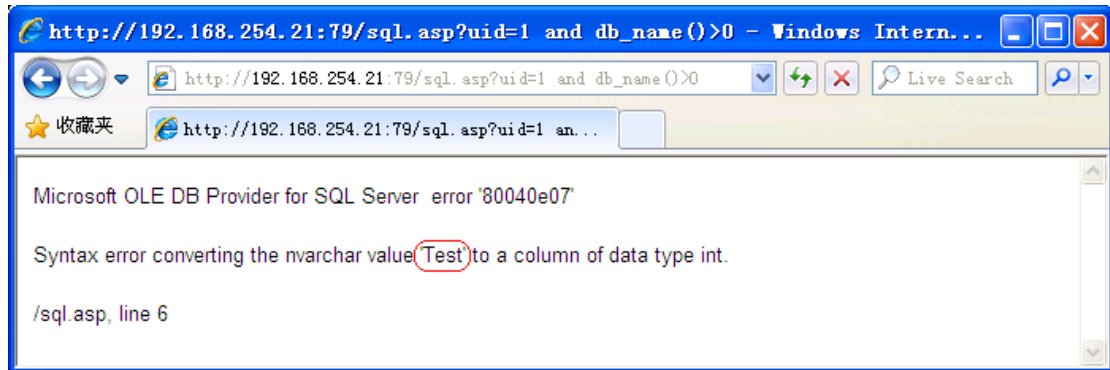 http://192.168.254.21:79/sql.asp?uid=1 and db_name()>0 - Windows Intern...
http://192.168.254.21:79/sql.asp?uid=1 and db_name()>0 Live Search
收藏夹 http://192.168.254.21:79/sql.asp?uid=1 an...
Microsoft OLE DB Provider for SQL Server error '80040e07'
Syntax error converting the nvarchar value 'Test' to a column of data type int.
/sql.asp, line 6